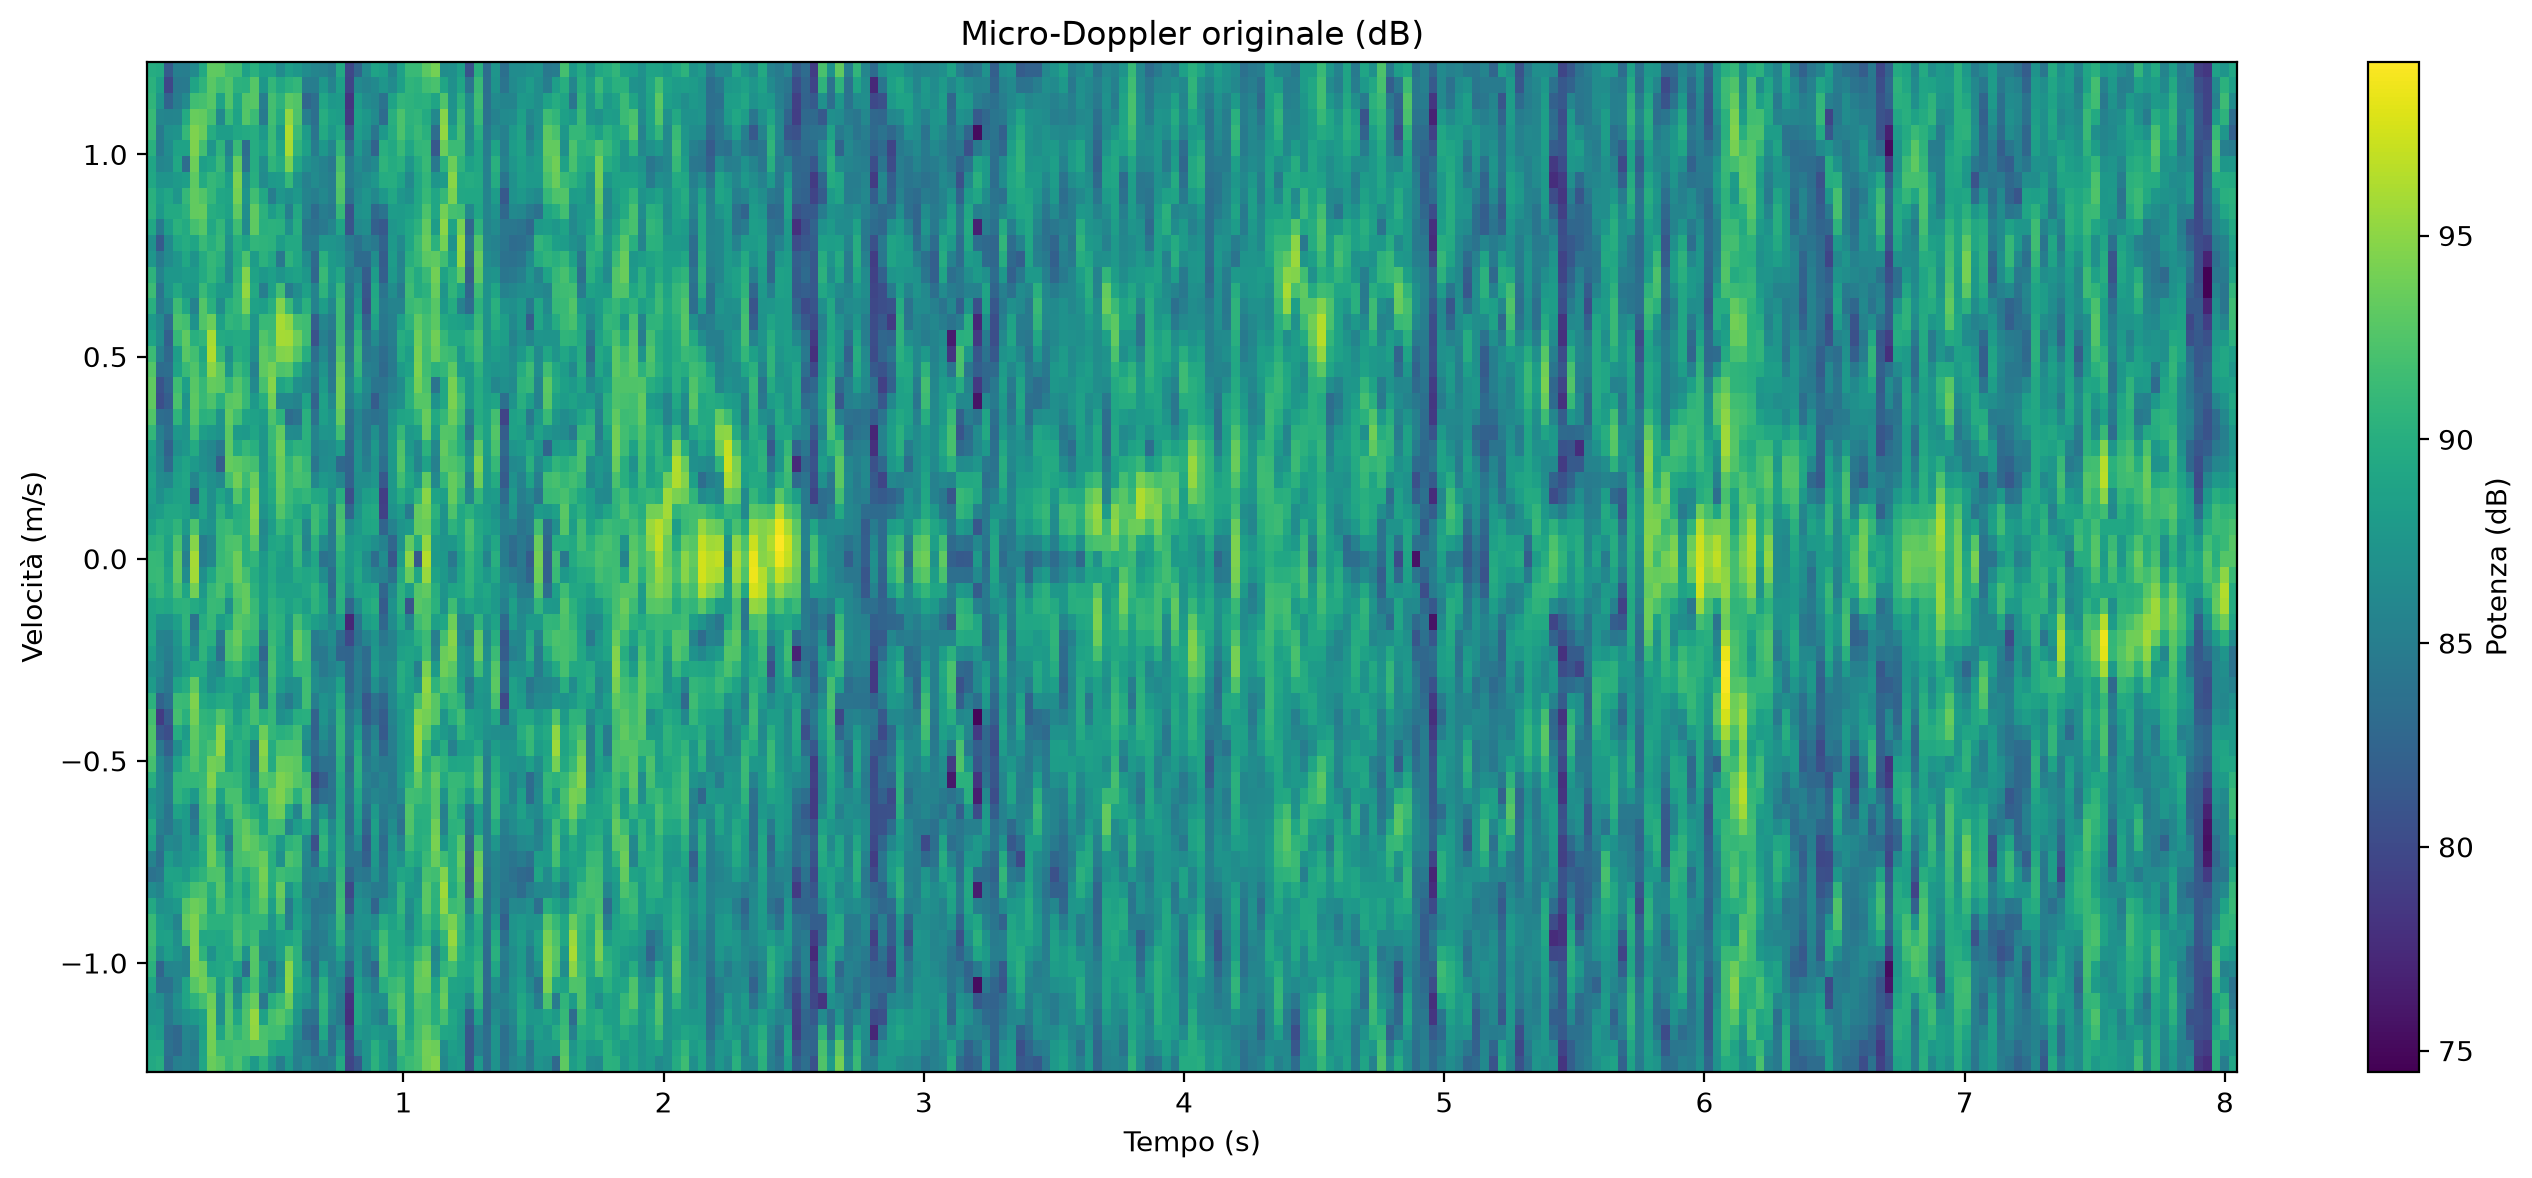 Micro-Doppler originale (dB)
Velocità (m/s)
1.0
0.5
0.0
−0.5
−1.0
1 2 3 4 5 6 7 8
Tempo (s)
95
90
85
80
75
Potenza (dB)